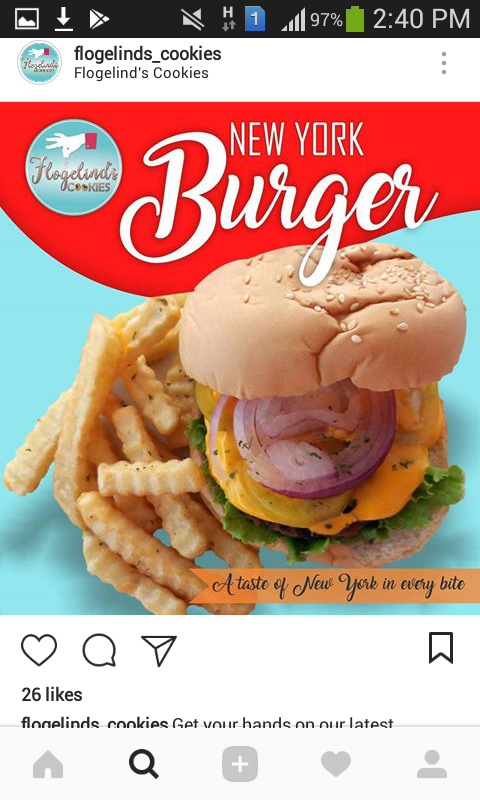 H
1
97%
2:40 PM
flogelinds_cookies
Flogelind's Cookies
Flogelind's
COOKIES
NEW YORK
Burger
A taste of New York in every bite
26 likes
flogelinds_cookies Get your hands on our latest